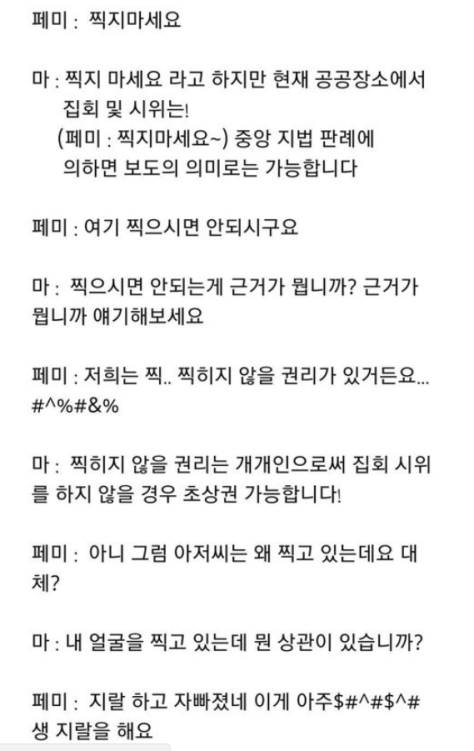 페미 :  찍지마세요
마 : 찍지 마세요 라고 하지만 현재 공공장소에서
집회 및 시위는!
(페미 : 찍지마세요~) 중앙 지법 판례에
의하면 보도의 의미로는 가능합니다
페미 : 여기 찍으시면 안되시구요
마 :  찍으시면 안되는게 근거가 뭡니까? 근거가
뭡니까 얘기해보세요
페미 : 저희는 찍.. 찍히지 않을 권리가 있거든요...
#^%#&%
마 :  찍히지 않을 권리는 개개인으로써 집회 시위
를 하지 않을 경우 초상권 가능합니다!
페미 :  아니 그럼 아저씨는 왜 찍고 있는데요 대
체?
마 : 내 얼굴을 찍고 있는데 뭔 상관이 있습니까?
페미 :  지랄 하고 자빠졌네 이게 아주$#^#$^#
생 지랄을 해요